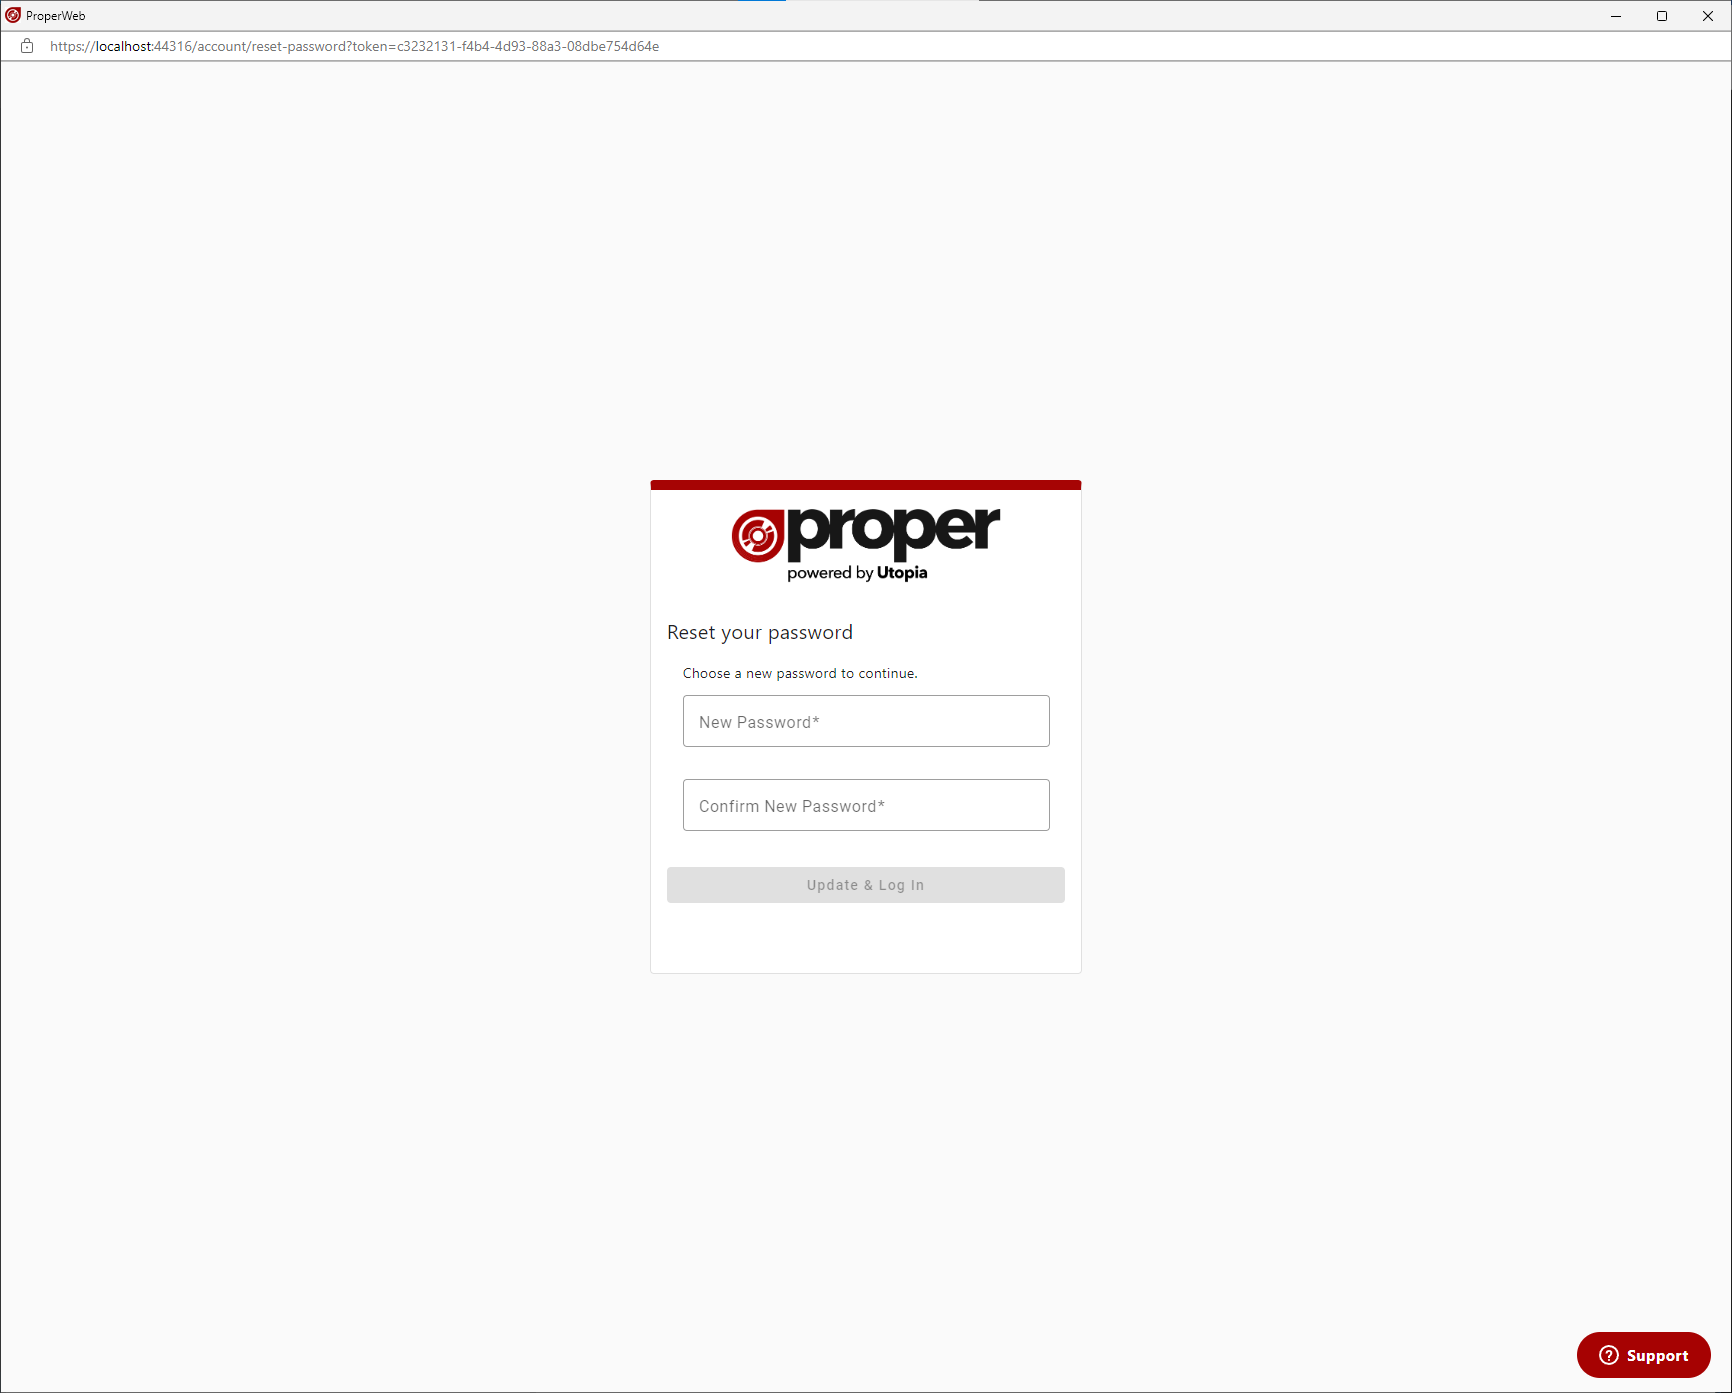 ProperWeb
https://localhost:44316/account/reset-password?token=c3232131-f4b4-4d93-88a3-08dbe754d64e
proper
powered by Utopia
Reset your password
Choose a new password to continue.
New Password*
Confirm New Password*
Update & Log In
Support